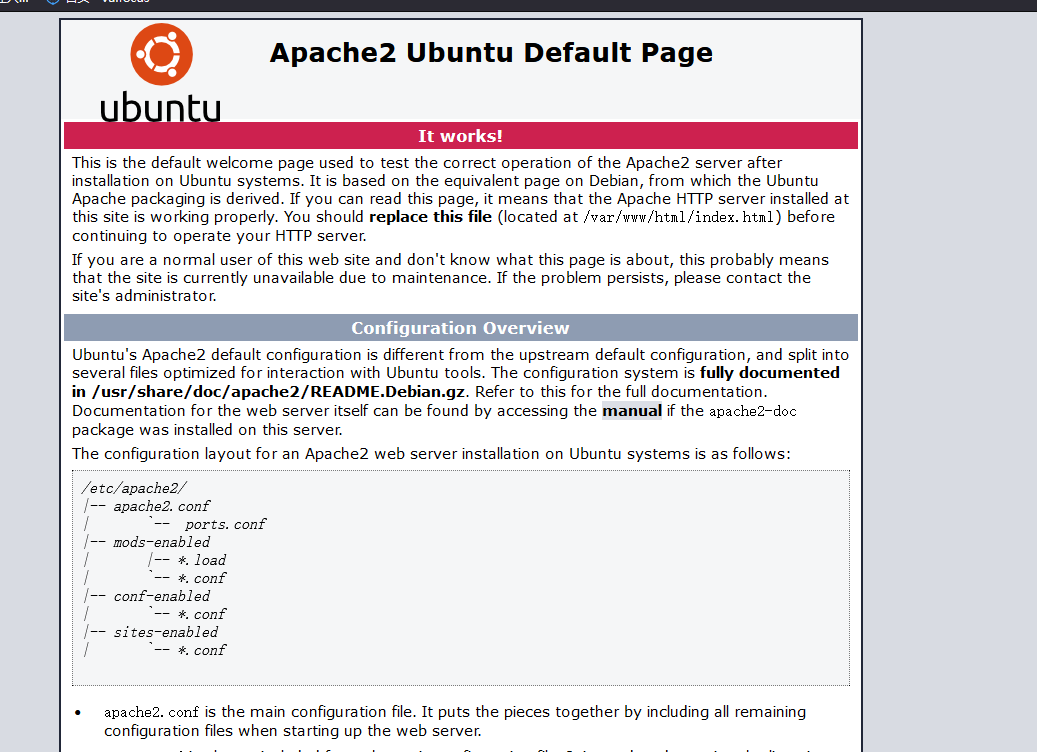 ubuntu
Apache2 Ubuntu Default Page
It works!
This is the default welcome page used to test the correct operation of the Apache2 server after
installation on Ubuntu systems. It is based on the equivalent page on Debian, from which the Ubuntu
Apache packaging is derived. If you can read this page, it means that the Apache HTTP server installed at
this site is working properly. You should replace this file (located at /var/www/html/index.html) before
continuing to operate your HTTP server.
If you are a normal user of this web site and don't know what this page is about, this probably means
that the site is currently unavailable due to maintenance. If the problem persists, please contact the
site's administrator.
Configuration Overview
Ubuntu's Apache2 default configuration is different from the upstream default configuration, and split into
several files optimized for interaction with Ubuntu tools. The configuration system is fully documented
in /usr/share/doc/apache2/README.Debian.gz. Refer to this for the full documentation.
Documentation for the web server itself can be found by accessing the manual if the apache2-doc
package was installed on this server.
The configuration layout for an Apache2 web server installation on Ubuntu systems is as follows:
/etc/apache2/
|-- apache2.conf
|       `--  ports.conf
|-- mods-enabled
|       |-- *.load
|       `-- *.conf
|-- conf-enabled
|       `-- *.conf
|-- sites-enabled
|       `-- *.conf
• apache2.conf is the main configuration file. It puts the pieces together by including all remaining
configuration files when starting up the web server.